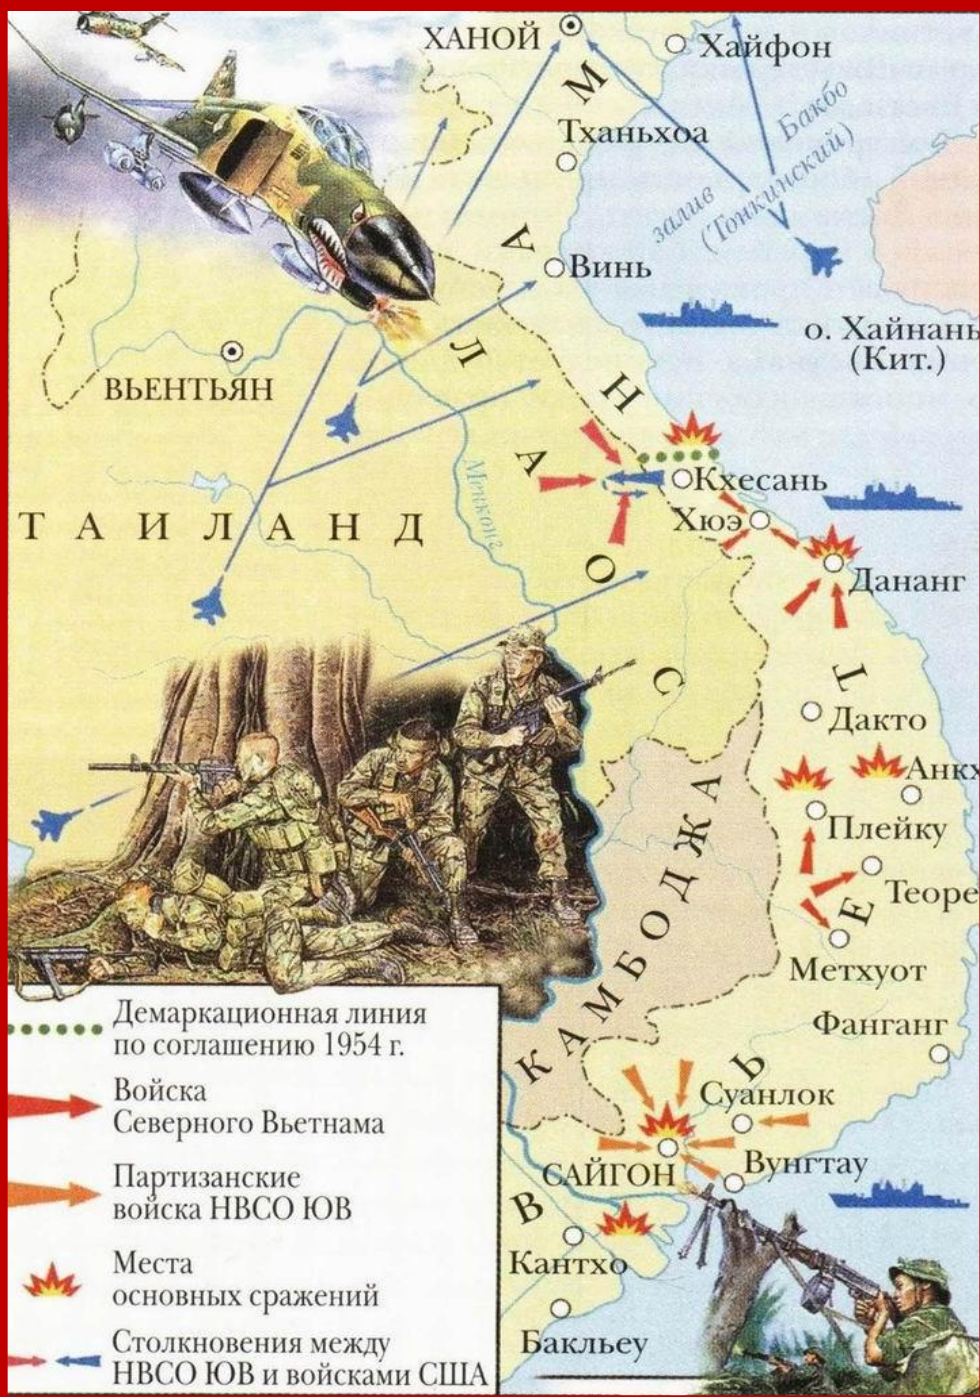 ХАНОЙ
Хайфон
Тханьхоа
залив Бакбо
(Тонкинский)
Винь
о. Хайнань
(Кит.)
ВЬЕНТЬЯН
Меконг
ТАИЛАНД
ЛАОС
ВЬЕТНАМ
КАМБОДЖА
Кхесань
Хюэ
Дананг
Дакто
Анкх
Плейку
Теоре
Метхуот
Фанганг
Суанлок
САЙГОН
Вунгтау
Кантхо
Бакльеу
Демаркационная линия
по соглашению 1954 г.
Войска
Северного Вьетнама
Партизанские
войска НВСО ЮВ
Места
основных сражений
Столкновения между
НВСО ЮВ и войсками США